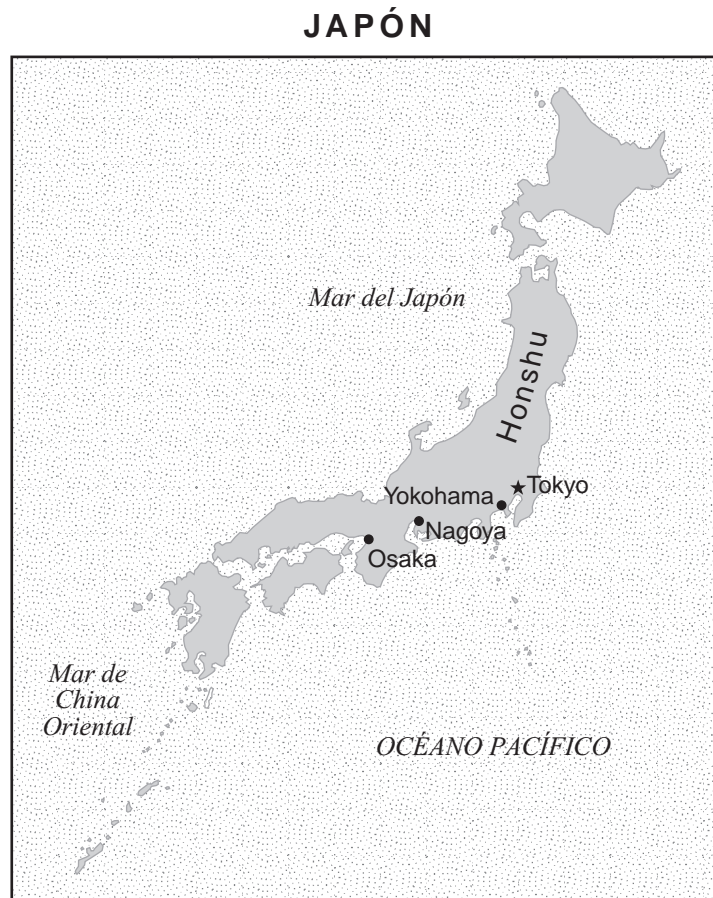 JAPÓN
Mar del Japón
Honshu
Tokyo
Yokohama
Nagoya
Osaka
Mar de
China
Oriental
OCÉANO PACÍFICO